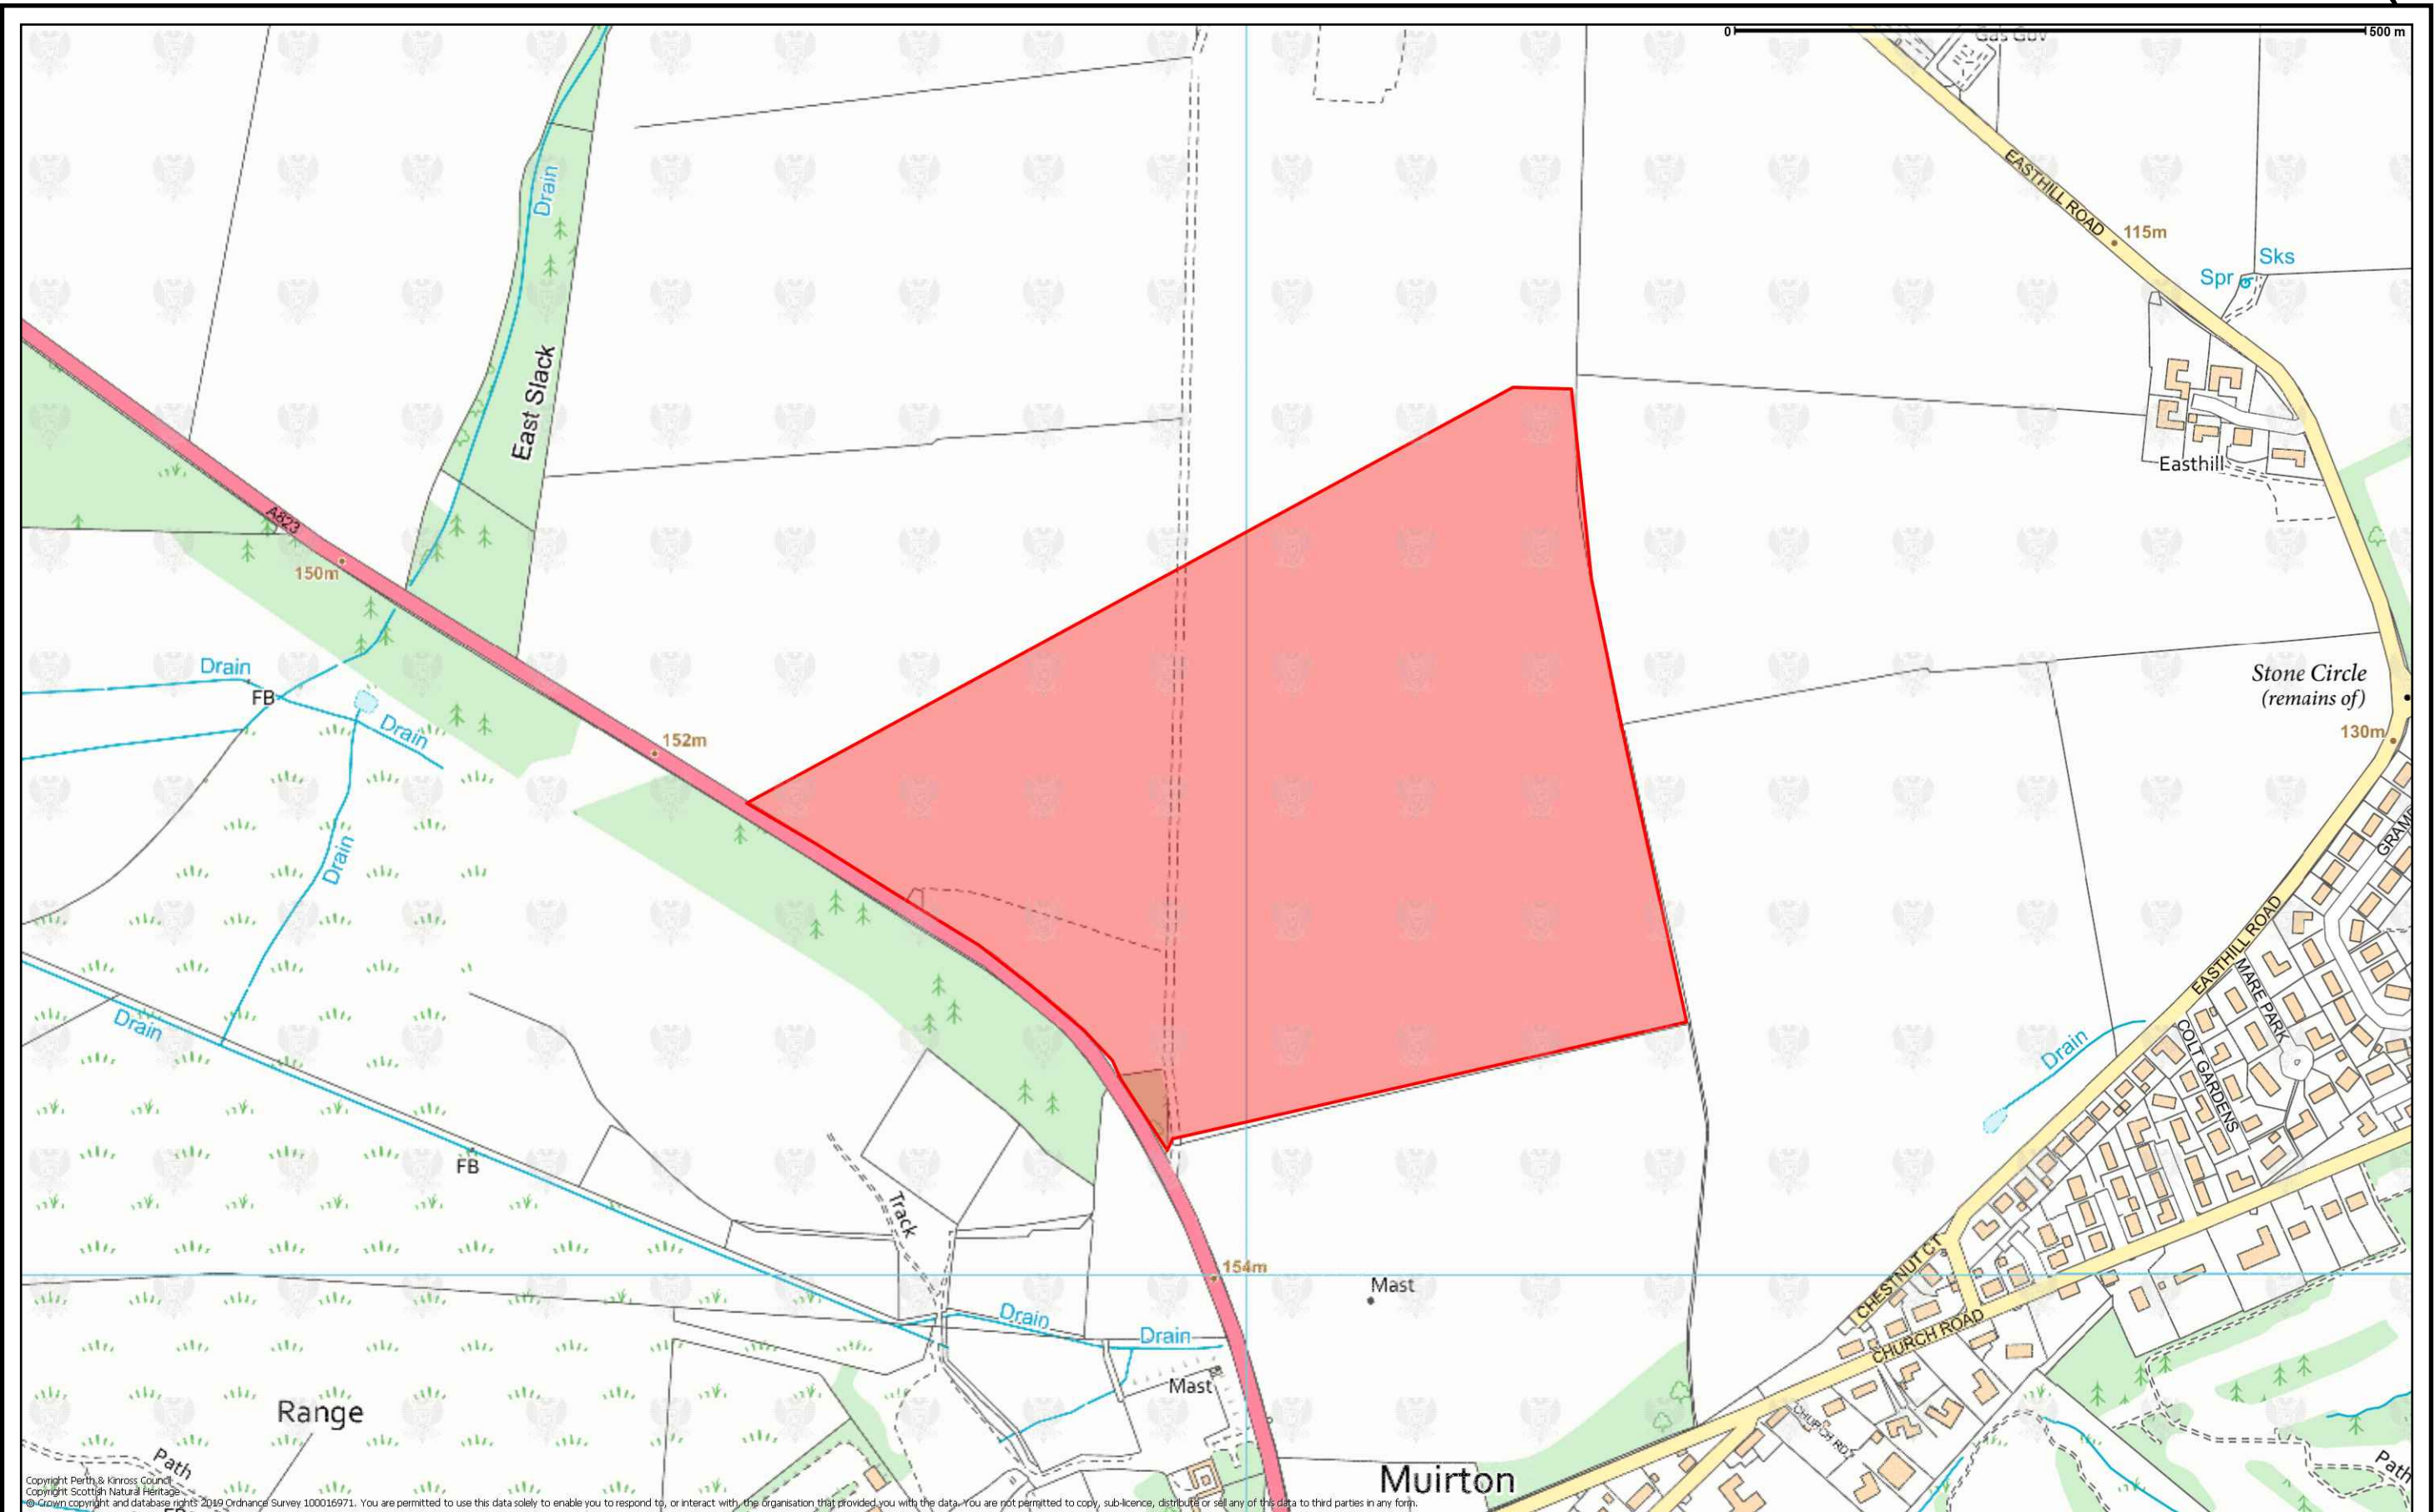 0
500 m
Gas Gov
EASTHILL ROAD
115m
Sks
Spr
Drain
East Slack
Easthill
A823
150m
Drain
FB
Drain
152m
Stone Circle
(remains of)
130m
Drain
EASTHILL ROAD
MARE PARK
COLT GARDENS
Drain
Drain
FB
Track
154m
Mast
CHESTNUT CT
CHURCH ROAD
Drain
Drain
Mast
Range
CHURCH RD
Path
Path
Muirton
Copyright Perth & Kinross Council
Copyright Scottish Natural Heritage
© Crown copyright and database rights 2019 Ordnance Survey 100016971. You are permitted to use this data solely to enable you to respond to, or interact with, the organisation that provided you with the data. You are not permitted to copy, sub-licence, distribute or sell any of this data to third parties in any form.